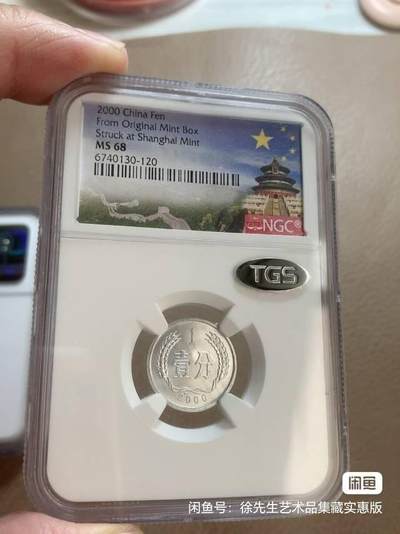 2000 China Fen
From Original Mint Box
Struck at Shanghai Mint
MS 68
6740130-120
NGC®
TGS
1
壹分
2000
闲鱼
闲鱼号：徐先生艺术品集藏实惠版